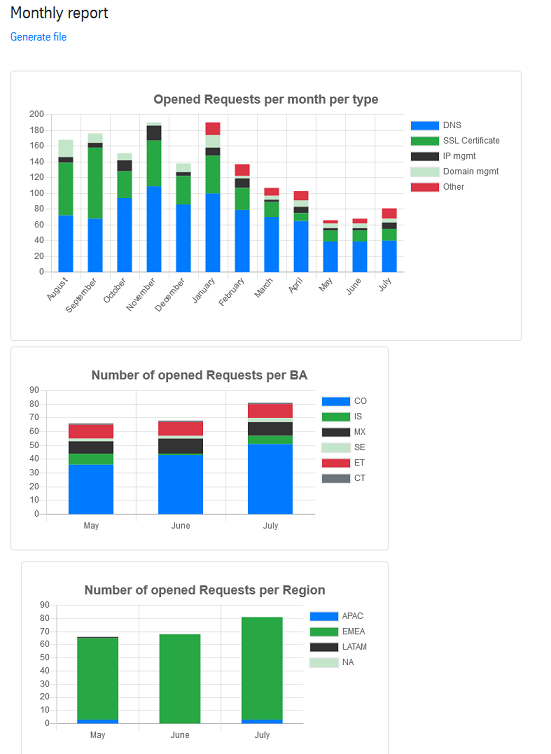 Monthly report
Generate file
Opened Requests per month per type
200
180
160
140
120
100
80
60
40
20
0
August
September
October
November
December
January
February
March
April
May
June
July
DNS
SSL Certificate
IP mgmt
Domain mgmt
Other
Number of opened Requests per BA
90
80
70
60
50
40
30
20
10
0
May
June
July
CO
IS
MX
SE
ET
CT
Number of opened Requests per Region
90
80
70
60
50
40
30
20
10
0
May
June
July
APAC
EMEA
LATAM
NA